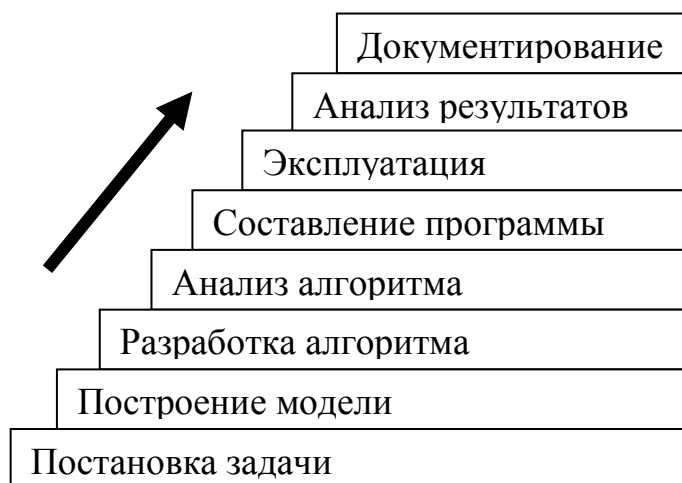 Документирование
Анализ результатов
Эксплуатация
Составление программы
Анализ алгоритма
Разработка алгоритма
Построение модели
Постановка задачи